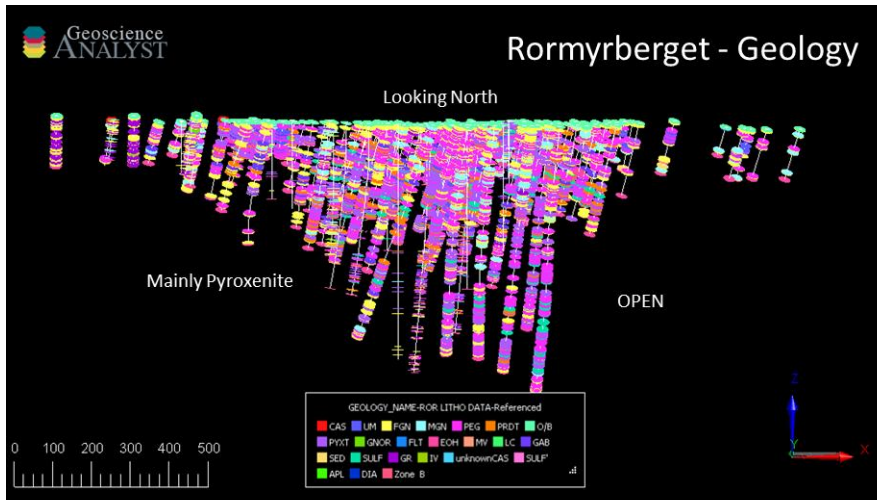 Geoscience
ANALYST
Rormyrberget - Geology
Looking North
Mainly Pyroxenite
OPEN
GEOLOGY_NAME-ROR LITHO DATA-Referenced
CAS UM FGN MGN PEG PRDT O/B
PYXT GNOR FLT EOH MV LC GAB
SED SULF GR IV unknownCAS SULF'
APL DIA Zone B
0 100 200 300 400 500
Z
Y
X